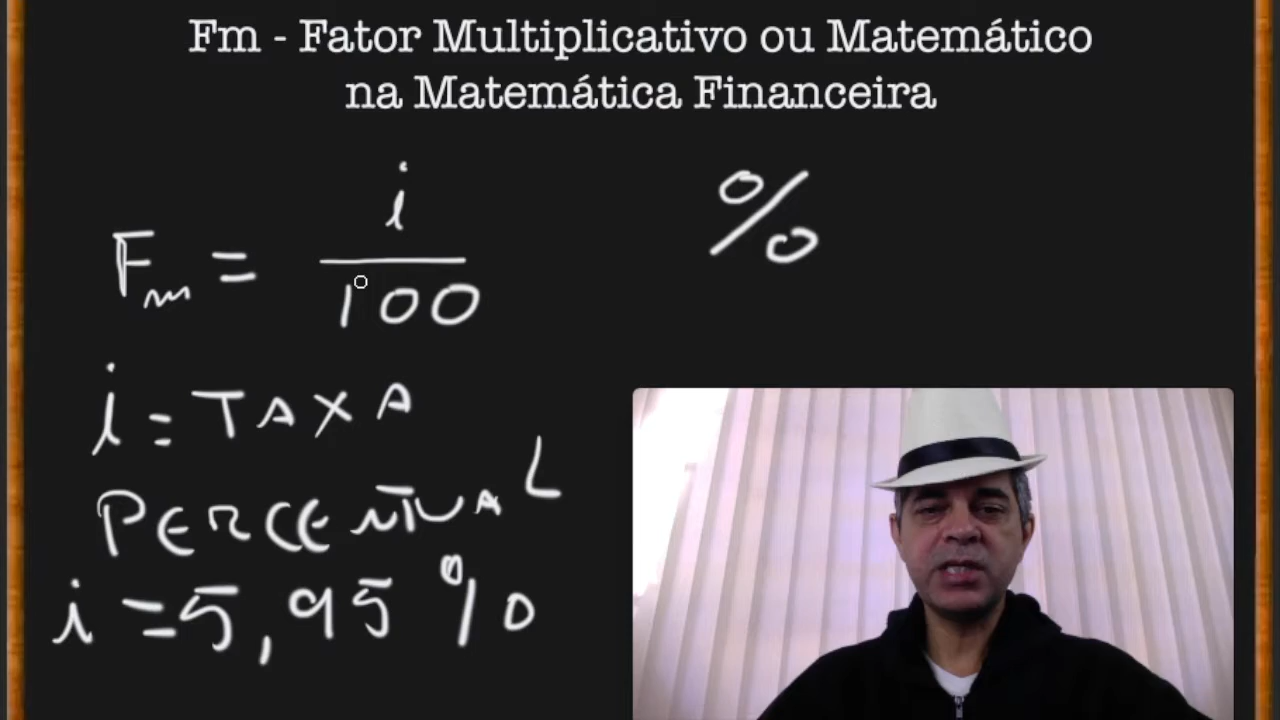 Fm - Fator Multiplicativo ou Matemático
na Matemática Financeira
Fm = i / 100
%
i = TAXA
PERCENTUAL
i = 5,95 %